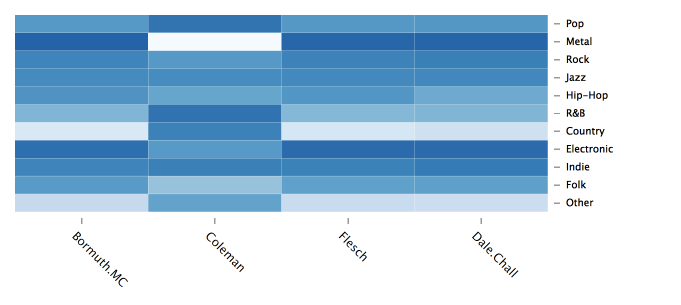 Pop
Metal
Rock
Jazz
Hip-Hop
R&B
Country
Electronic
Indie
Folk
Other
Bormuth.MC
Coleman
Flesch
Dale.Chall